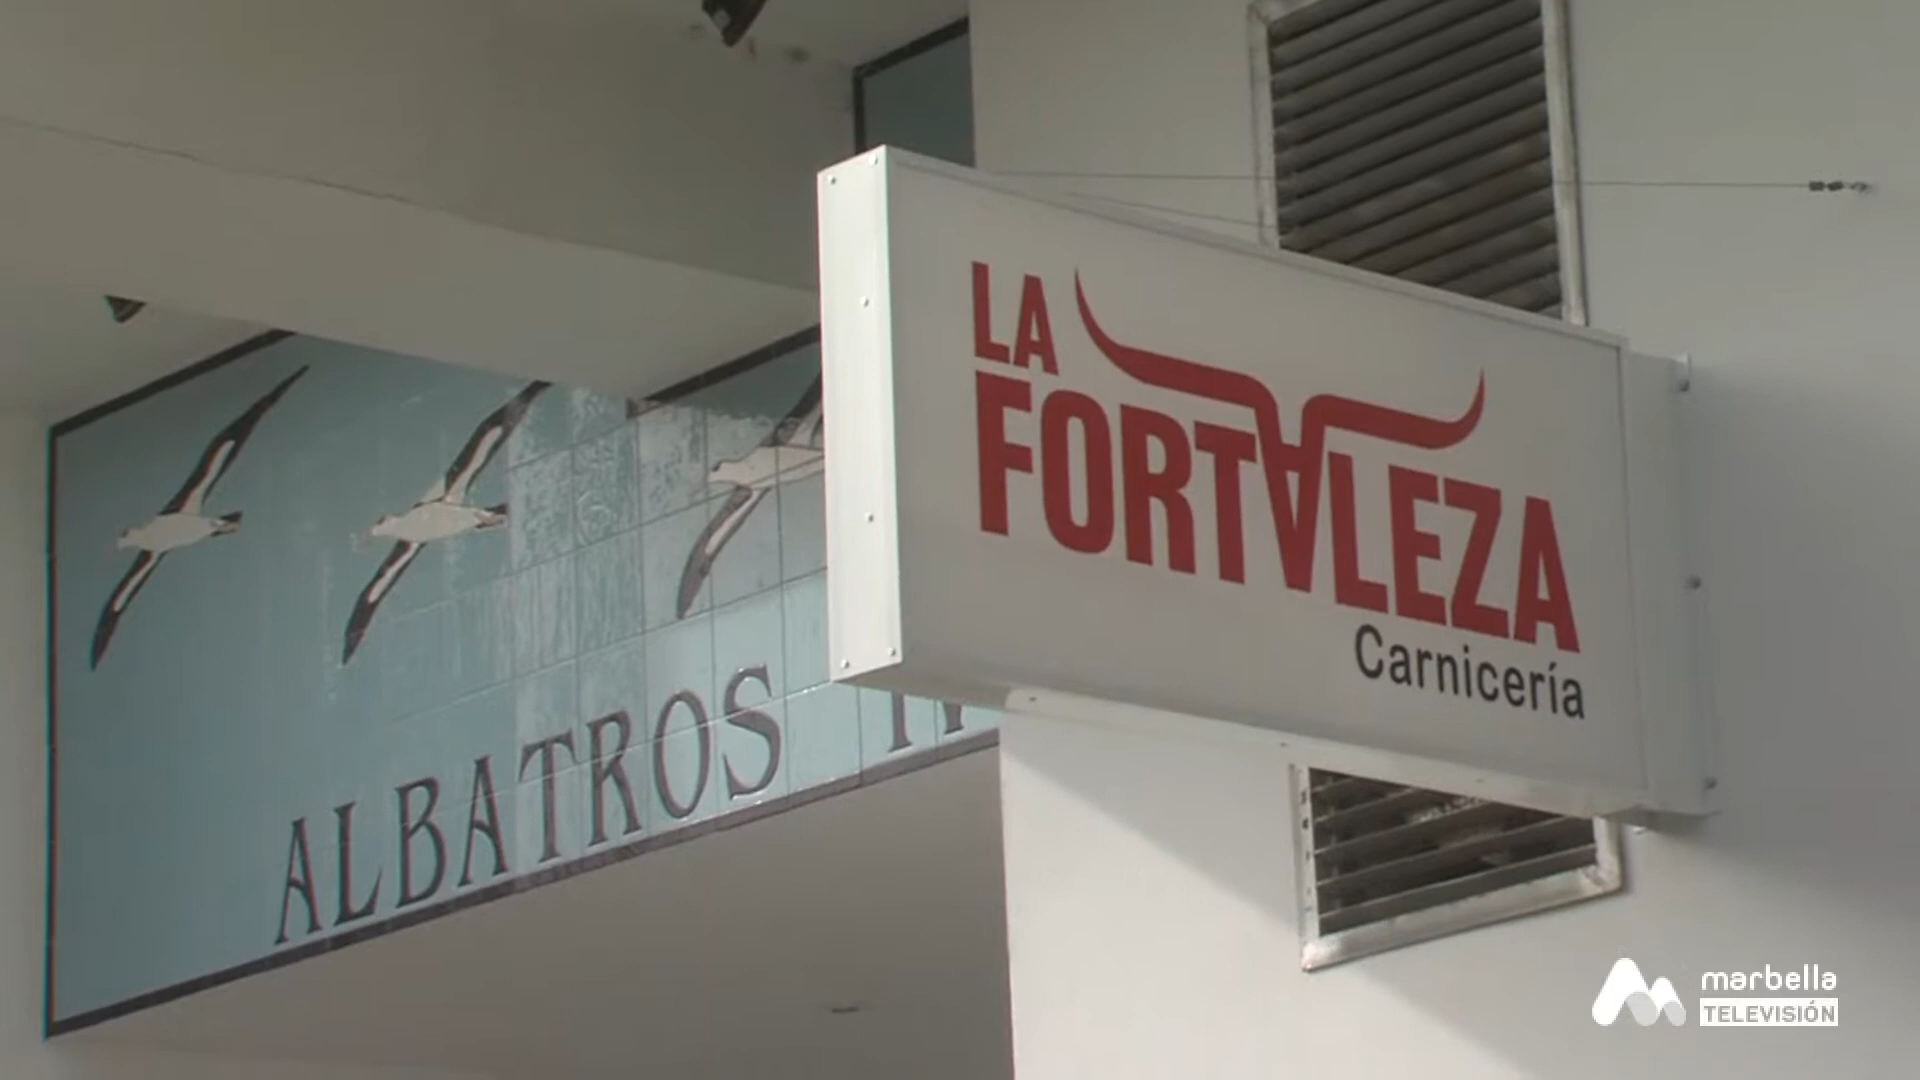 LA
FORTALEZA
Carnicería
ALBATROS
marbella
TELEVISIÓN